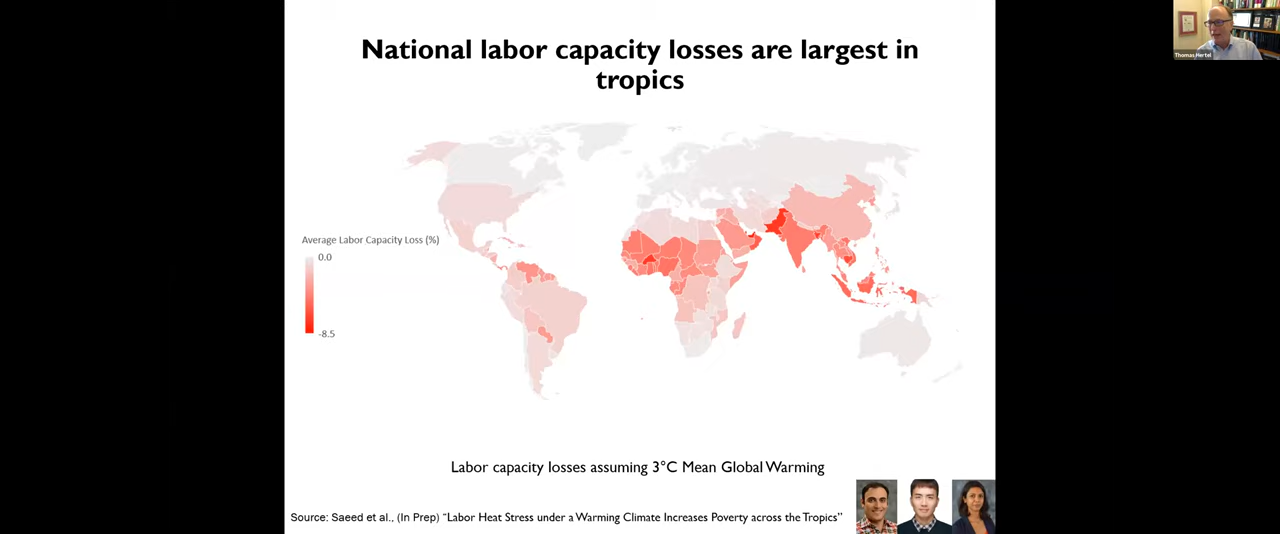 National labor capacity losses are largest in
tropics
Thomas Hertel
Average Labor Capacity Loss (%)
0.0
-8.5
Labor capacity losses assuming 3°C Mean Global Warming
Source: Saeed et al., (In Prep) "Labor Heat Stress under a Warming Climate Increases Poverty across the Tropics"